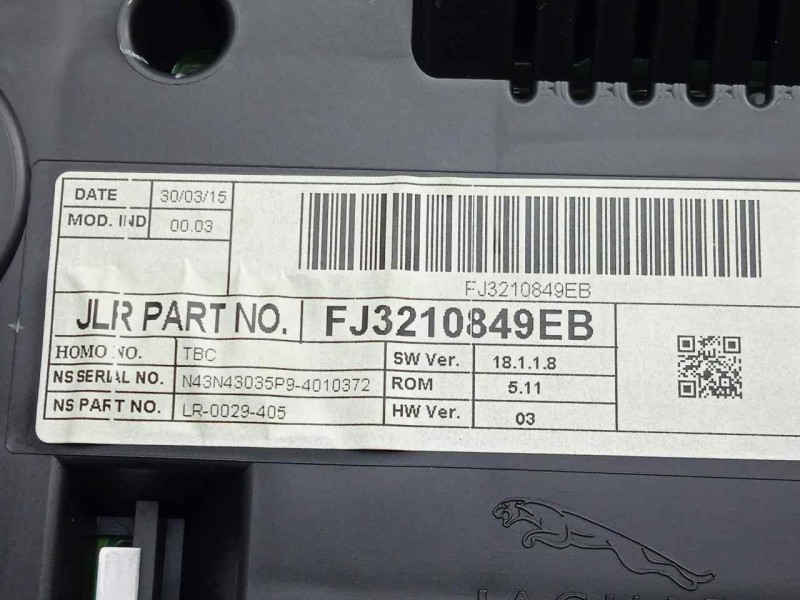 DATE 30/03/15
MOD. IND 00.03
FJ3210849EB
JLR PART NO. FJ3210849EB
HOMO NO. TBC SW Ver. 18.1.1.8
NS SERIAL NO. N43N43035P9-4010372 ROM 5.11
NS PART NO. LR-0029-405 HW Ver. 03